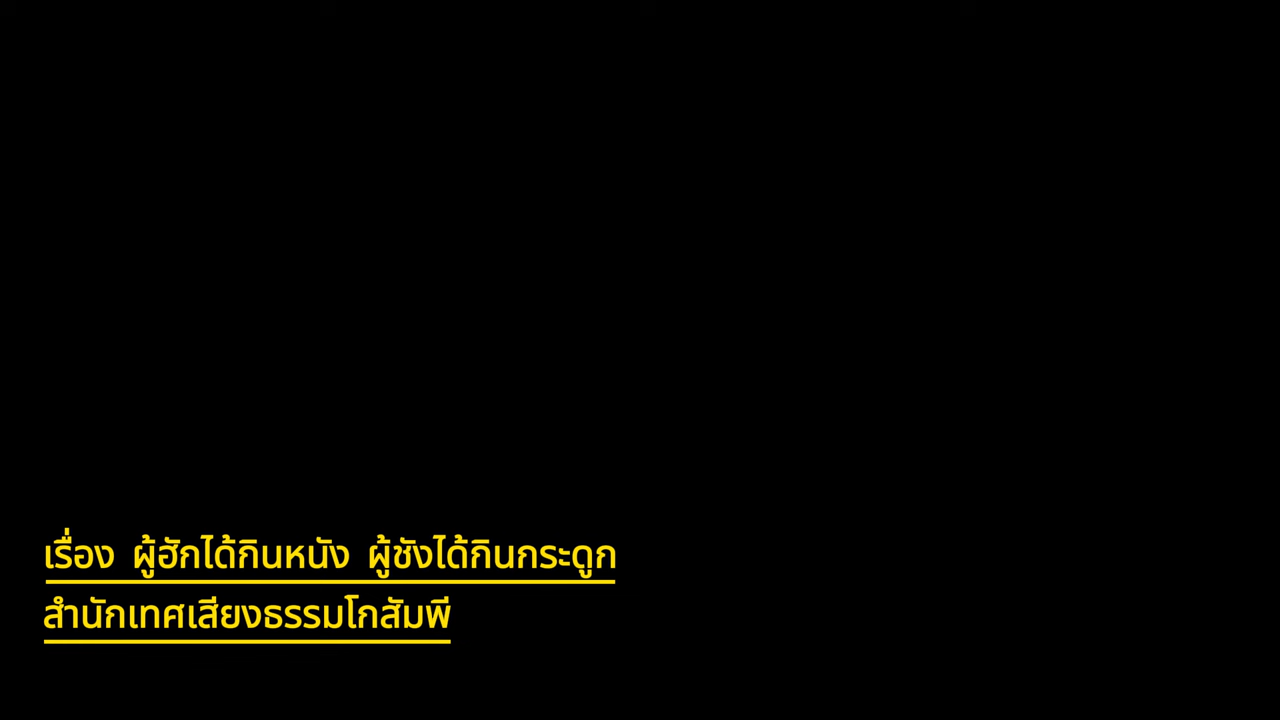 เรื่อง ผู้ฮักได้กินหนัง ผู้ชังได้กินกระดูก
สำนักเทศเสียงธรรมโกสัมพี